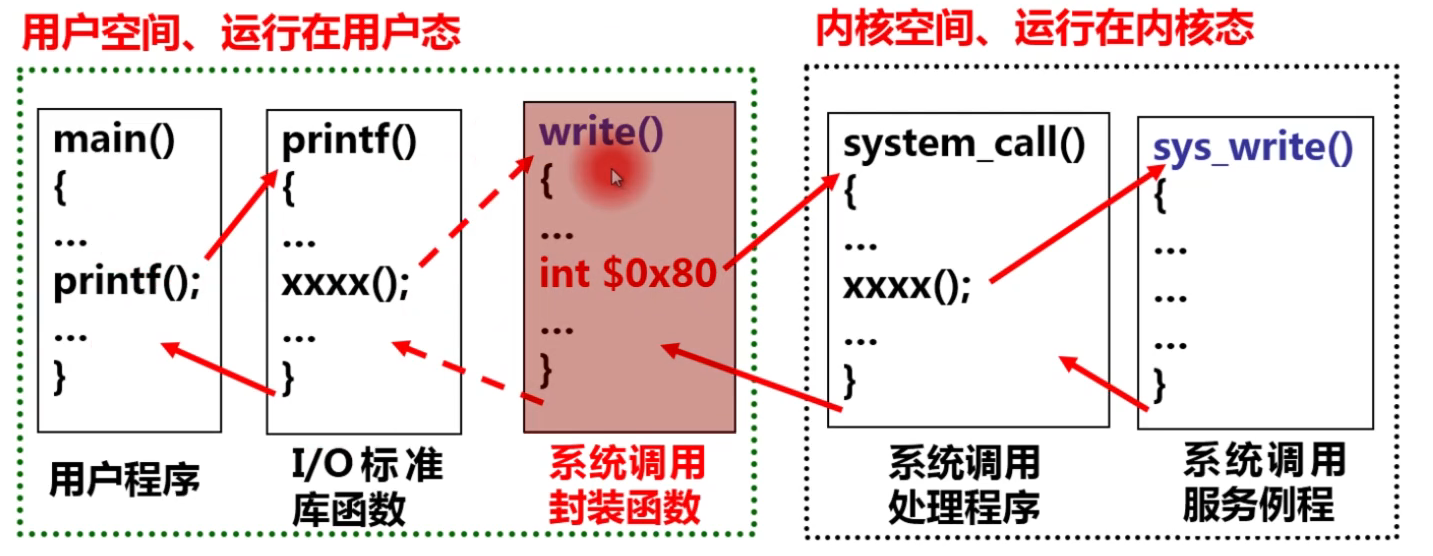 用户空间、运行在用户态
内核空间、运行在内核态
main()
{
...
printf();
...
}
用户程序
printf()
{
...
xxxx();
...
}
I/O标准
库函数
write()
{
...
int $0x80
...
}
系统调用
封装函数
system_call()
{
...
xxxx();
...
}
系统调用
处理程序
sys_write()
{
...
...
...
}
系统调用
服务例程